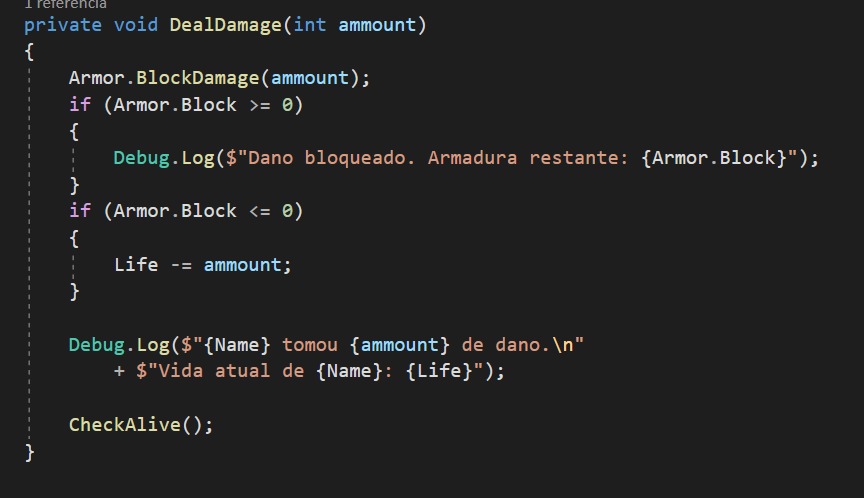 1 referência
private void DealDamage(int ammount)
{
Armor.BlockDamage(ammount);
if (Armor.Block >= 0)
{
Debug.Log($"Dano bloqueado. Armadura restante: {Armor.Block}");
}
if (Armor.Block <= 0)
{
Life -= ammount;
}
Debug.Log($"{Name} tomou {ammount} de dano.\n"
+ $"Vida atual de {Name}: {Life}");
CheckAlive();
}